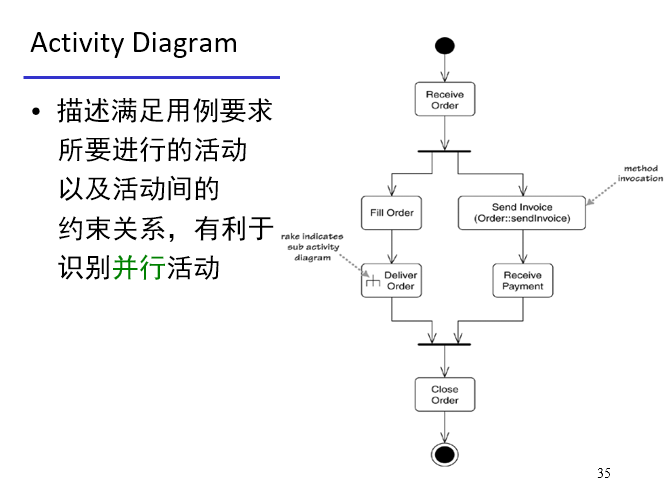 Activity Diagram
• 描述满足用例要求
所要进行的活动
以及活动间的
约束关系，有利于
识别并行活动
Receive
Order
method
invocation
Fill Order
Send Invoice
(Order::sendInvoice)
rake indicates
sub activity
diagram
Deliver
Order
Receive
Payment
Close
Order
35